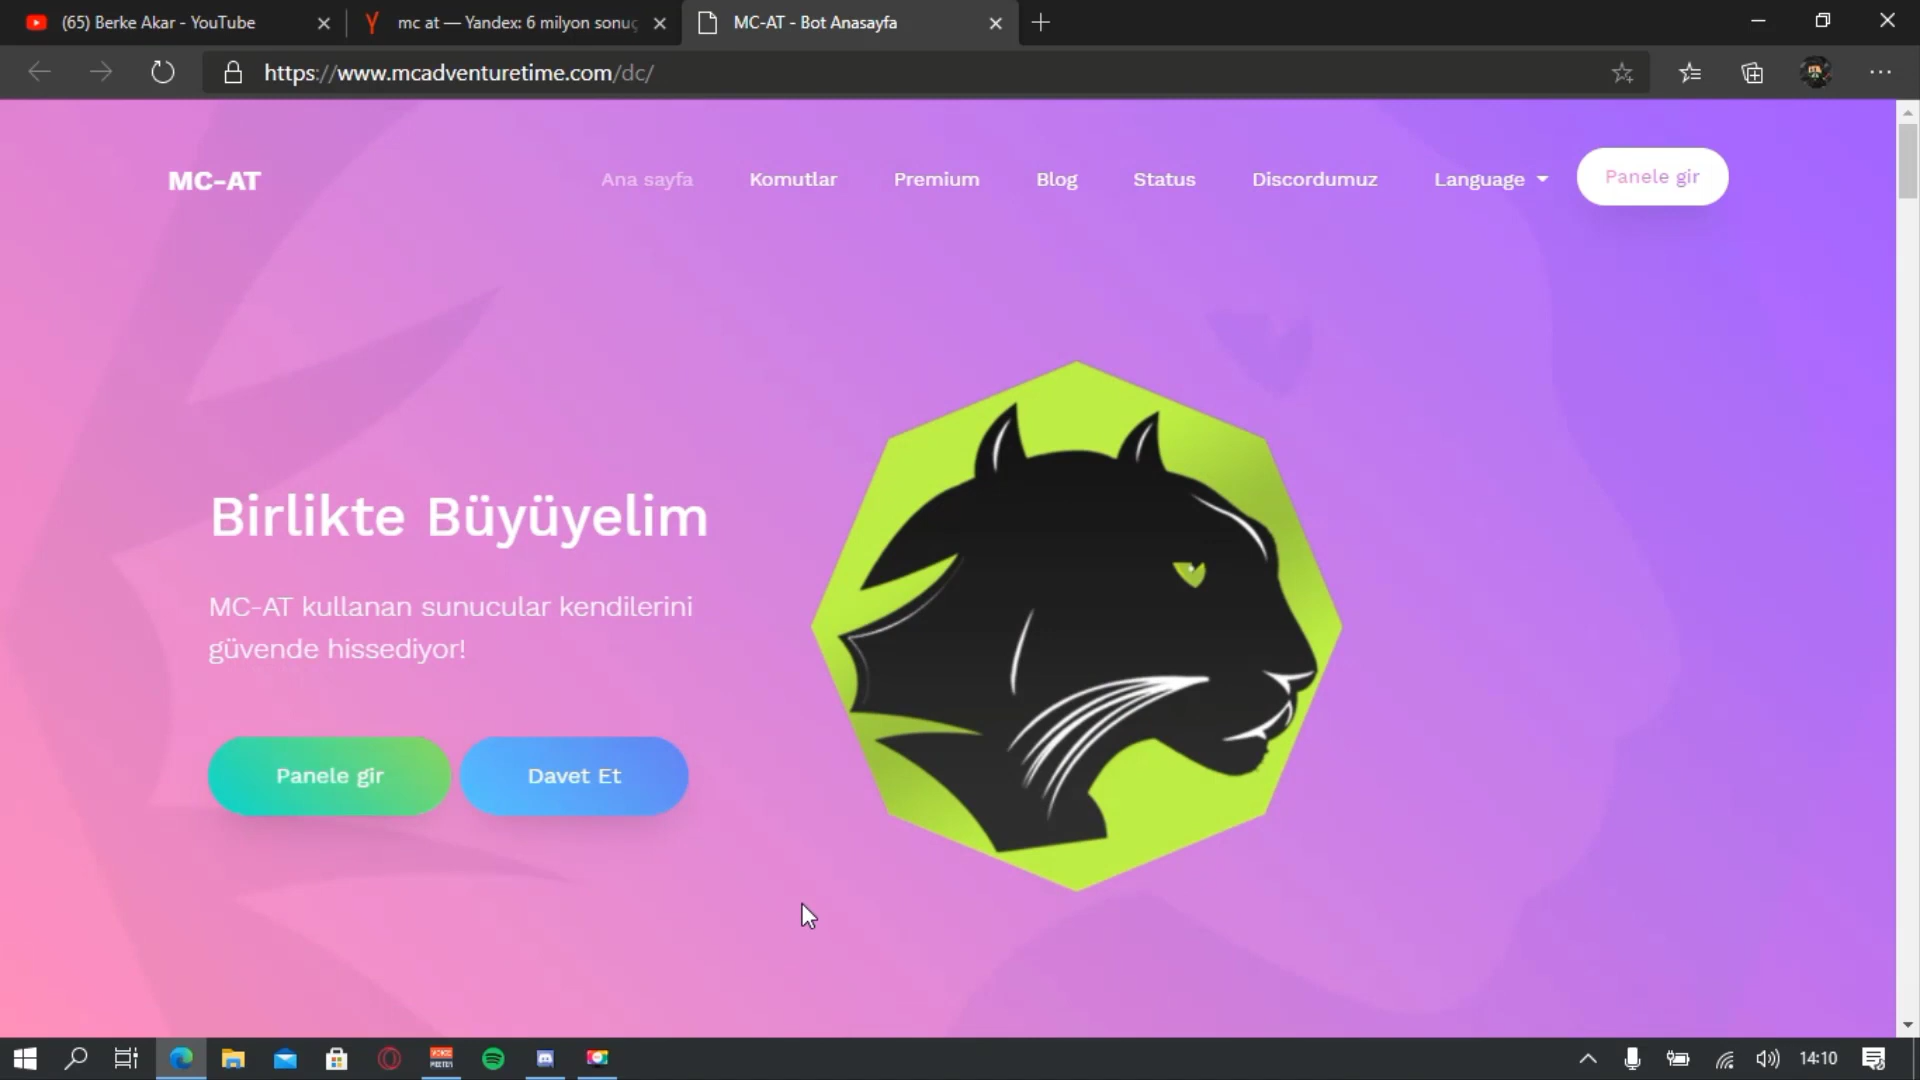 (65) Berke Akar - YouTube
mc at — Yandex: 6 milyon sonuç
MC-AT - Bot Anasayfa
https://www.mcadventuretime.com/dc/
MC-AT
Ana sayfa
Komutlar
Premium
Blog
Status
Discordumuz
Language
Panele gir
Birlikte Büyüyelim
MC-AT kullanan sunucular kendilerini
güvende hissediyor!
Panele gir
Davet Et
14:10